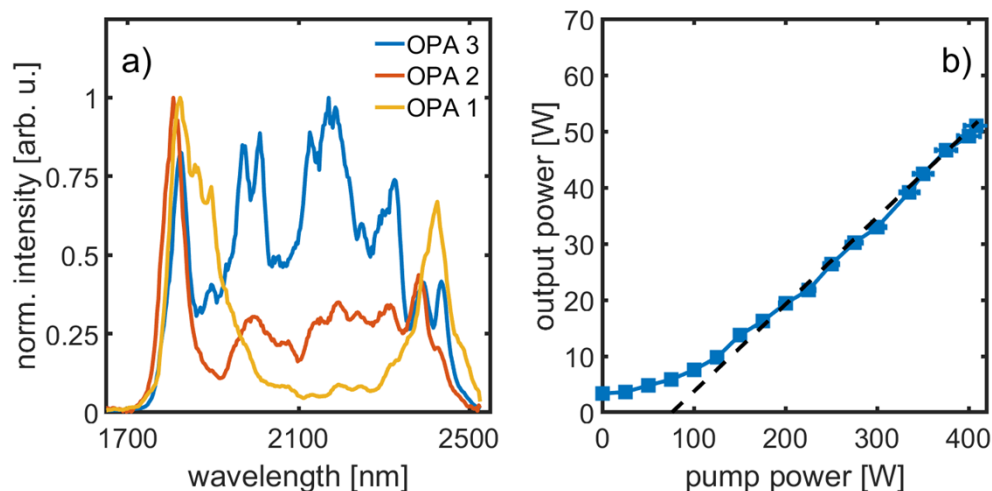 a)
OPA 3
OPA 2
OPA 1
norm. intensity [arb. u.]
1
0.75
0.5
0.25
0
1700 2100 2500
wavelength [nm]
b)
output power [W]
70
60
50
40
30
20
10
0
0 100 200 300 400
pump power [W]